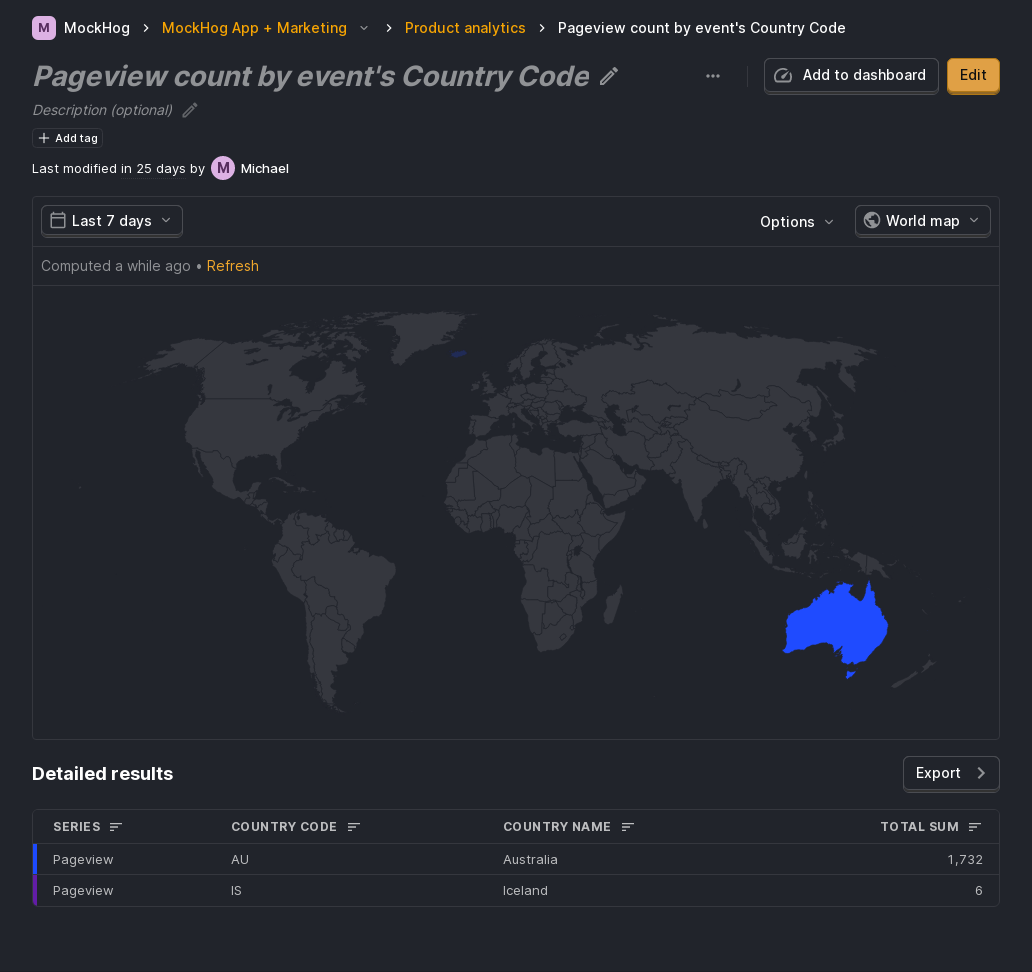 M MockHog > MockHog App + Marketing > Product analytics > Pageview count by event's Country Code
Pageview count by event's Country Code
Add to dashboard
Edit
Description (optional)
Add tag
Last modified in 25 days by M Michael
Last 7 days
Options
World map
Computed a while ago • Refresh
Detailed results
Export
SERIES COUNTRY CODE COUNTRY NAME TOTAL SUM
Pageview AU Australia 1,732
Pageview IS Iceland 6